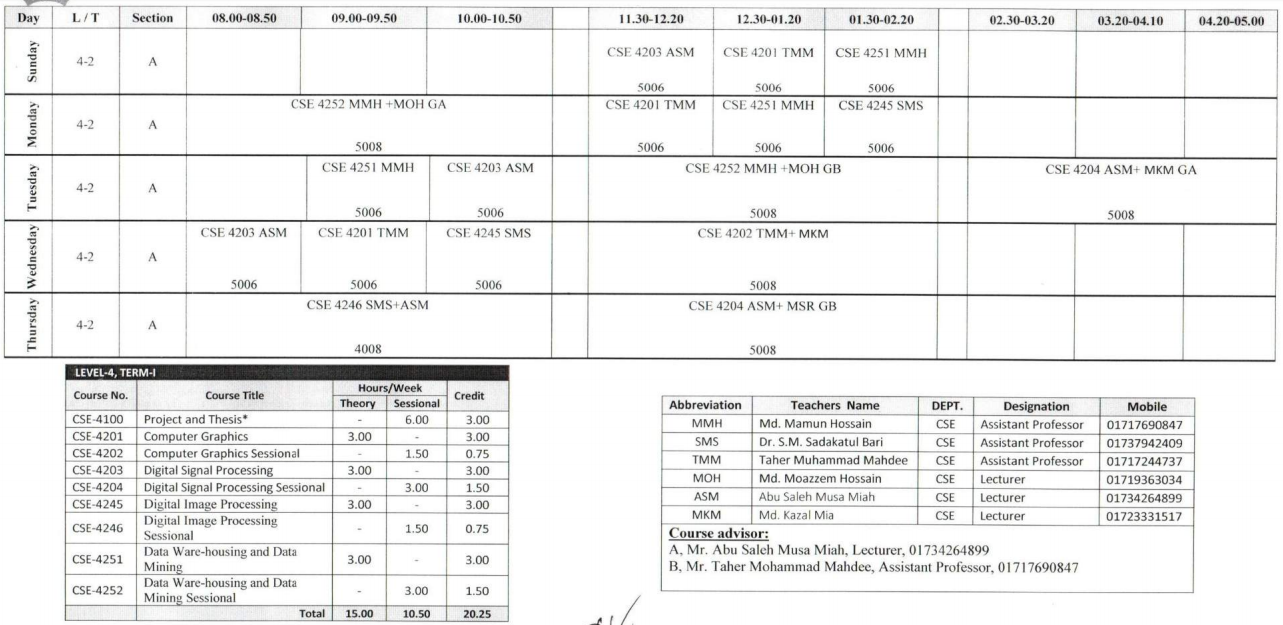 Day L / T Section 08.00-08.50 09.00-09.50 10.00-10.50 11.30-12.20 12.30-01.20 01.30-02.20 02.30-03.20 03.20-04.10 04.20-05.00
Sunday 4-2 A CSE 4203 ASM CSE 4201 TMM CSE 4251 MMH
5006 5006 5006
Monday 4-2 A CSE 4252 MMH +MOH GA CSE 4201 TMM CSE 4251 MMH CSE 4245 SMS
5008 5006 5006 5006
Tuesday 4-2 A CSE 4251 MMH CSE 4203 ASM CSE 4252 MMH +MOH GB CSE 4204 ASM+ MKM GA
5006 5006 5008 5008
Wednesday 4-2 A CSE 4203 ASM CSE 4201 TMM CSE 4245 SMS CSE 4202 TMM+ MKM
5006 5006 5006 5008
Thursday 4-2 A CSE 4246 SMS+ASM CSE 4204 ASM+ MSR GB
4008 5008
LEVEL-4, TERM-I
Course No. Course Title Hours/Week Credit
Theory Sessional
CSE-4100 Project and Thesis* - 6.00 3.00
CSE-4201 Computer Graphics 3.00 - 3.00
CSE-4202 Computer Graphics Sessional - 1.50 0.75
CSE-4203 Digital Signal Processing 3.00 - 3.00
CSE-4204 Digital Signal Processing Sessional - 3.00 1.50
CSE-4245 Digital Image Processing 3.00 - 3.00
CSE-4246 Digital Image Processing
Sessional - 1.50 0.75
CSE-4251 Data Ware-housing and Data
Mining 3.00 - 3.00
CSE-4252 Data Ware-housing and Data
Mining Sessional - 3.00 1.50
Total 15.00 10.50 20.25
Abbreviation Teachers Name DEPT. Designation Mobile
MMH Md. Mamun Hossain CSE Assistant Professor 01717690847
SMS Dr. S.M. Sadakatul Bari CSE Assistant Professor 01737942409
TMM Taher Muhammad Mahdee CSE Assistant Professor 01717244737
MOH Md. Moazzem Hossain CSE Lecturer 01719363034
ASM Abu Saleh Musa Miah CSE Lecturer 01734264899
MKM Md. Kazal Mia CSE Lecturer 01723331517
Course advisor:
A, Mr. Abu Saleh Musa Miah, Lecturer, 01734264899
B, Mr. Taher Mohammad Mahdee, Assistant Professor, 01717690847